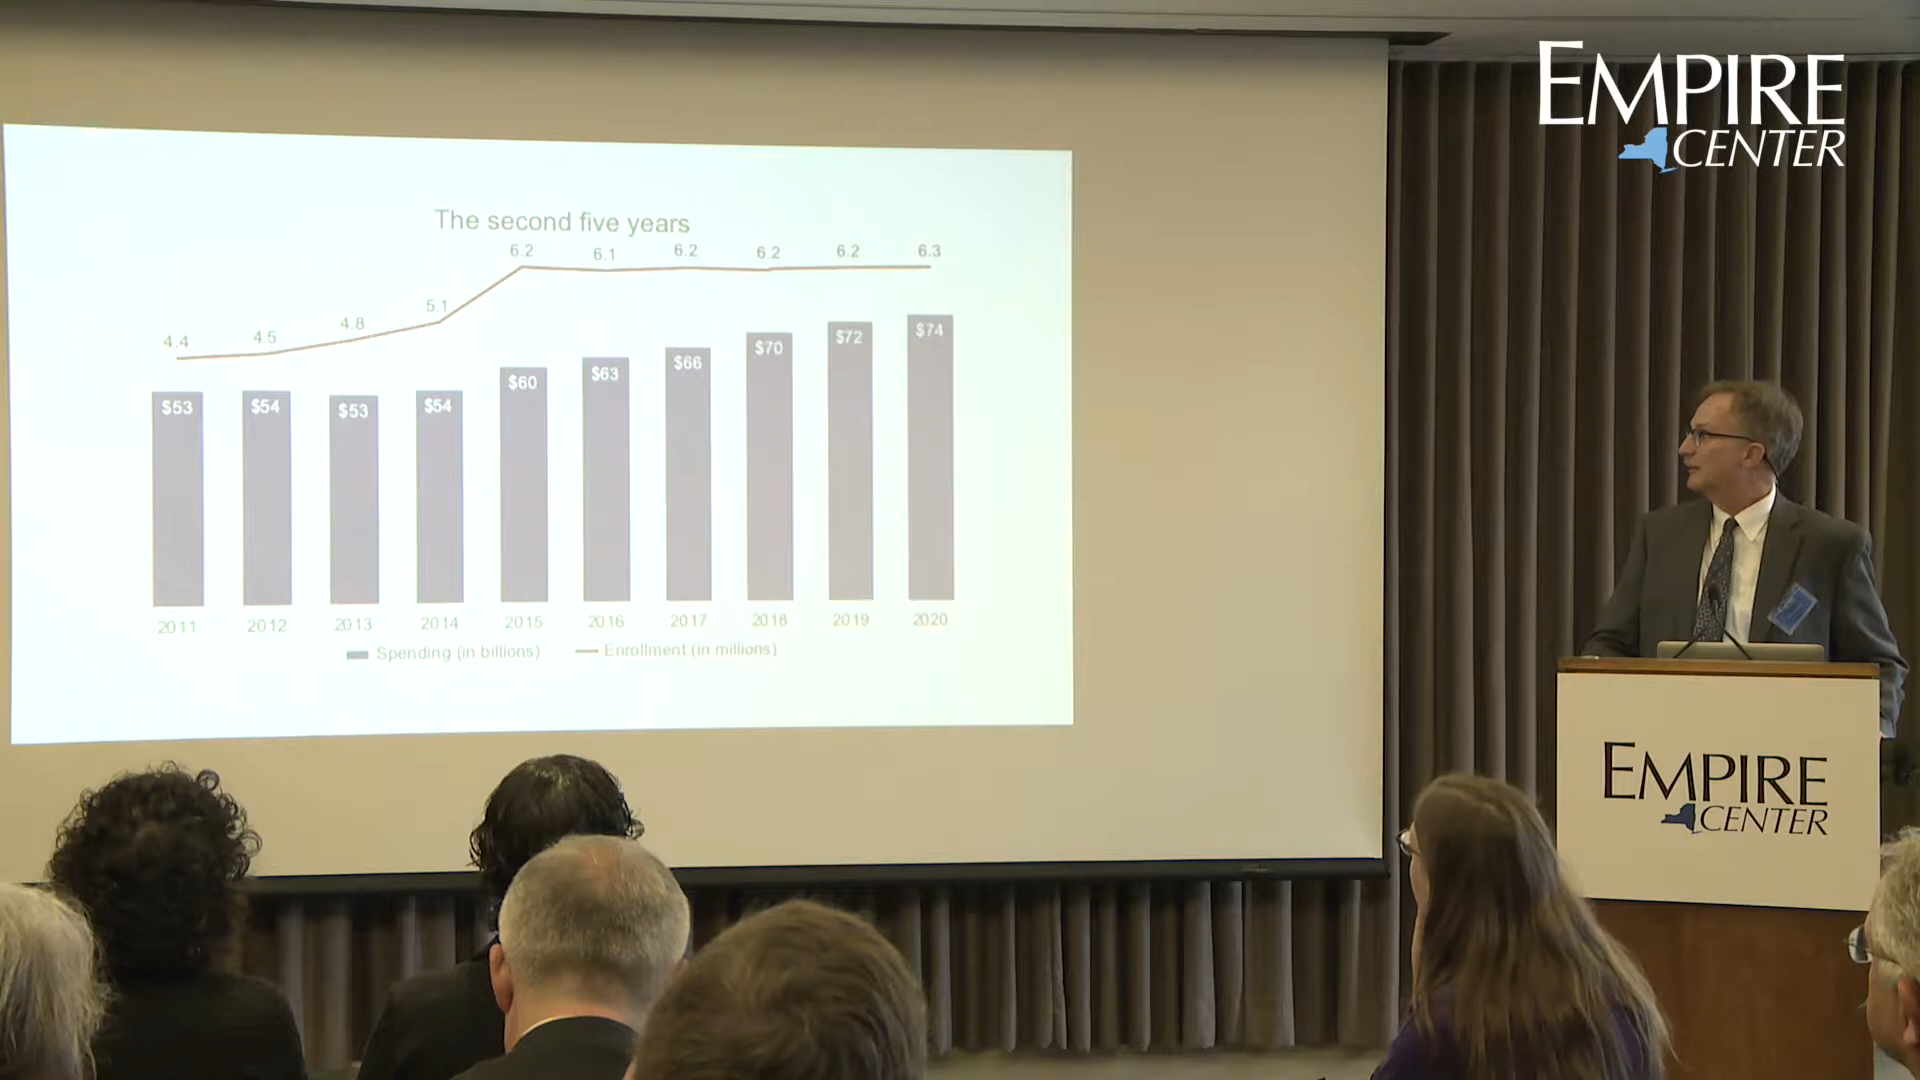 EMPIRE
CENTER
The second five years
4.4 4.5 4.8 5.1 6.2 6.1 6.2 6.2 6.2 6.3
$53 $54 $53 $54 $60 $63 $66 $70 $72 $74
2011 2012 2013 2014 2015 2016 2017 2018 2019 2020
Spending (in billions) Enrollment (in millions)
EMPIRE
CENTER